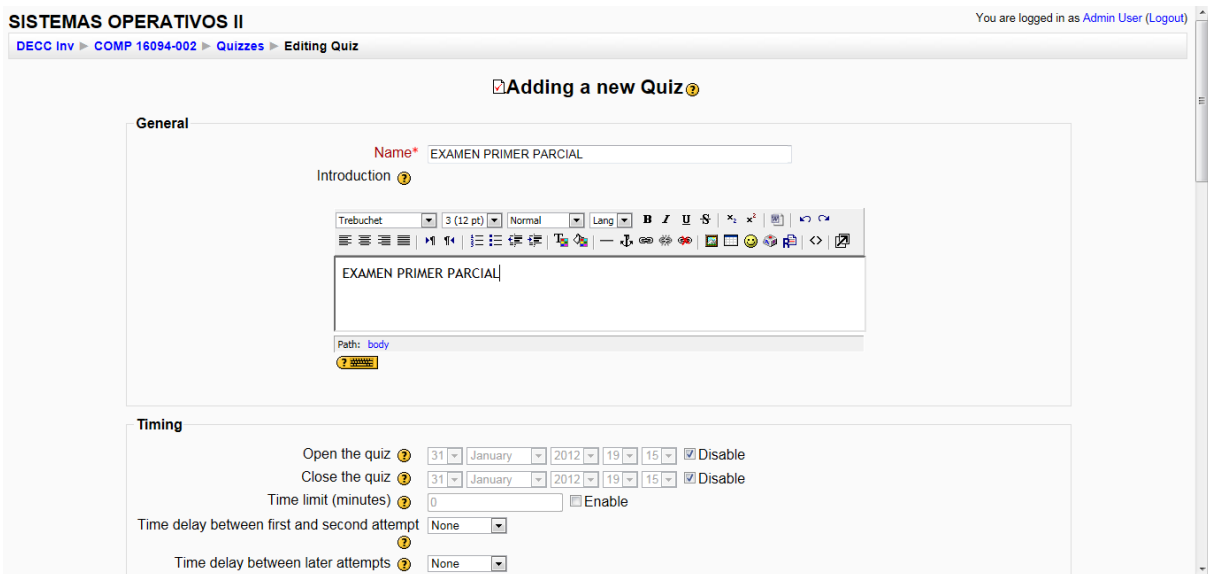 SISTEMAS OPERATIVOS II
You are logged in as Admin User (Logout)
DECC Inv ► COMP 16094-002 ► Quizzes ► Editing Quiz
Adding a new Quiz
General
Name* EXAMEN PRIMER PARCIAL
Introduction
Trebuchet 3 (12 pt) Normal Lang B I U S x₂ x²
EXAMEN PRIMER PARCIAL
Path: body
Timing
Open the quiz 31 January 2012 19 15 Disable
Close the quiz 31 January 2012 19 15 Disable
Time limit (minutes) 0 Enable
Time delay between first and second attempt None
Time delay between later attempts None